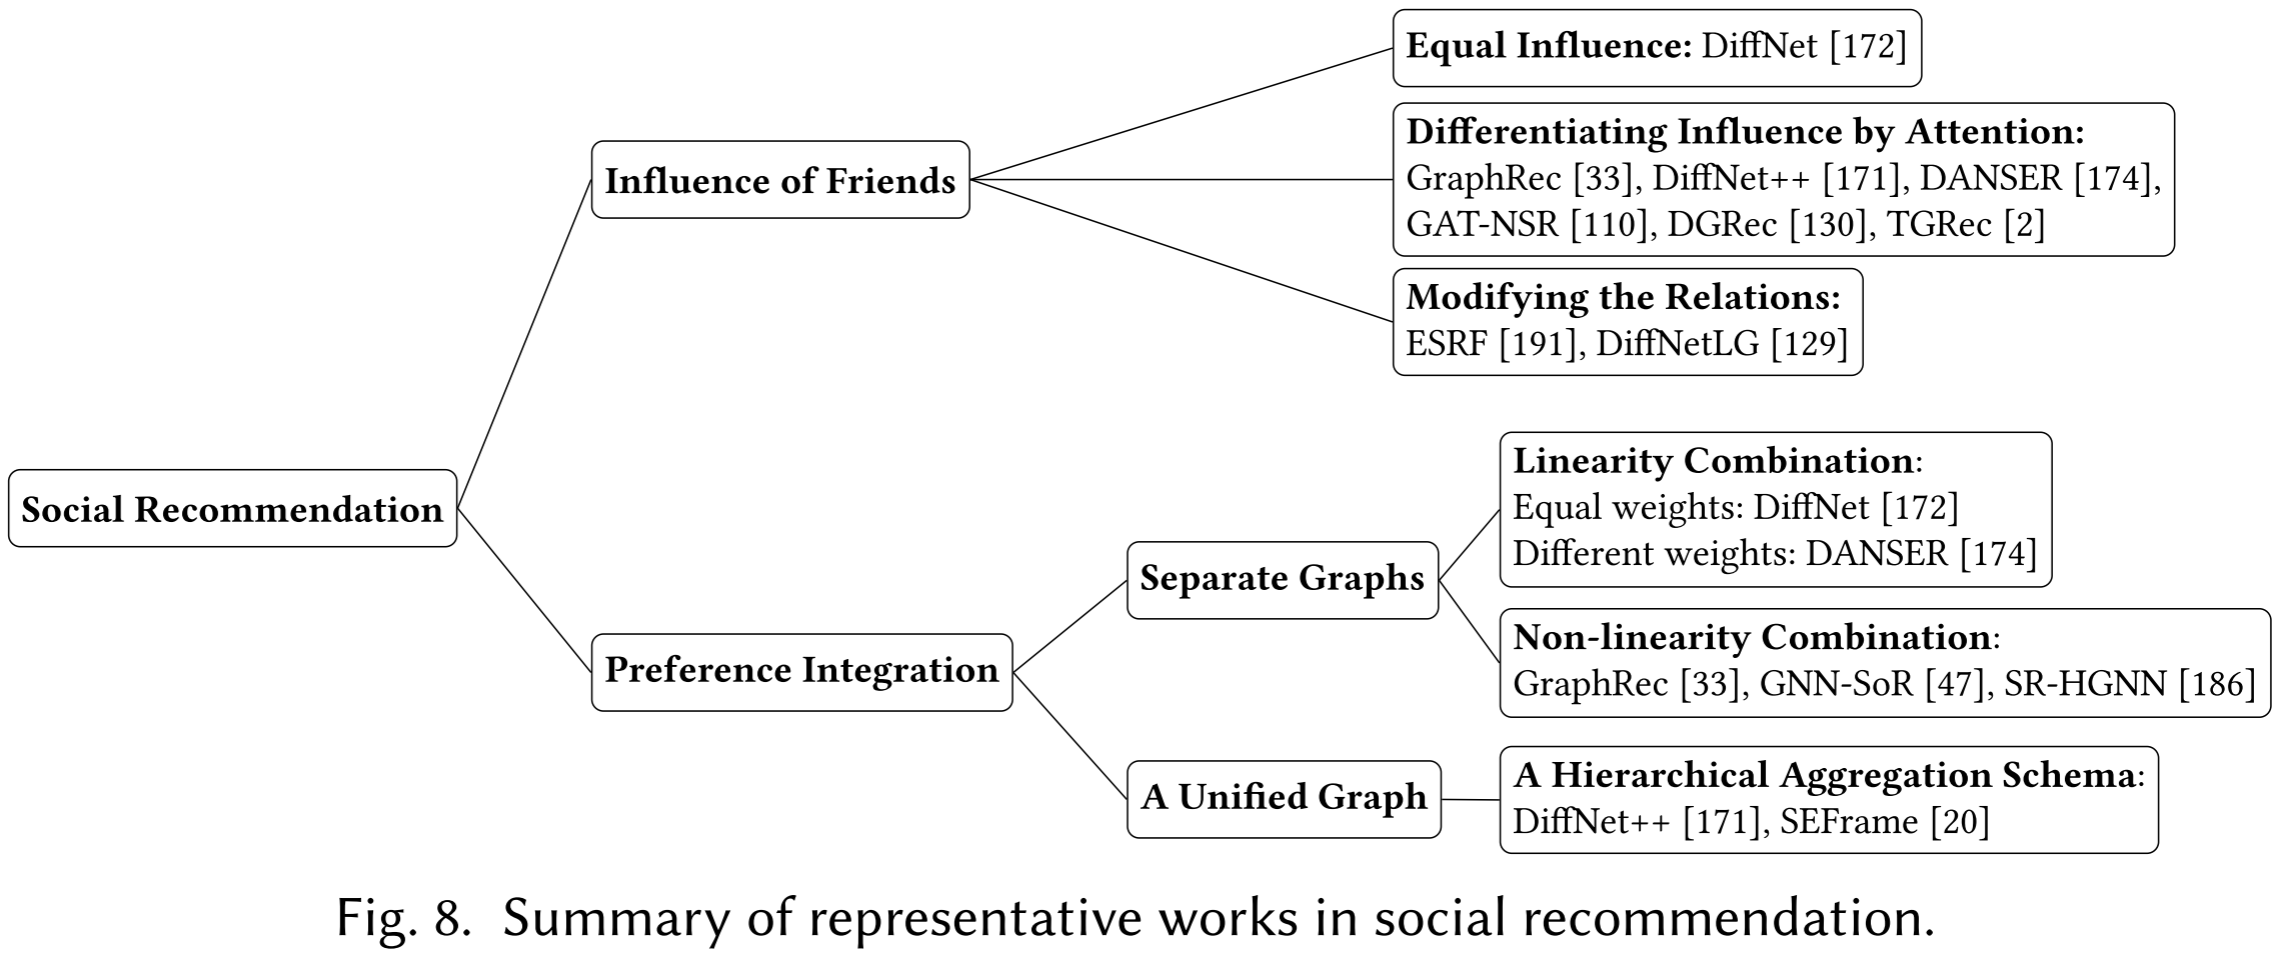 Equal Influence: DiffNet [172]
Differentiating Influence by Attention:
GraphRec [33], DiffNet++ [171], DANSER [174],
GAT-NSR [110], DGRec [130], TGRec [2]
Influence of Friends
Modifying the Relations:
ESRF [191], DiffNetLG [129]
Social Recommendation
Linearity Combination:
Equal weights: DiffNet [172]
Different weights: DANSER [174]
Separate Graphs
Non-linearity Combination:
GraphRec [33], GNN-SoR [47], SR-HGNN [186]
Preference Integration
A Unified Graph
A Hierarchical Aggregation Schema:
DiffNet++ [171], SEFrame [20]
Fig. 8. Summary of representative works in social recommendation.